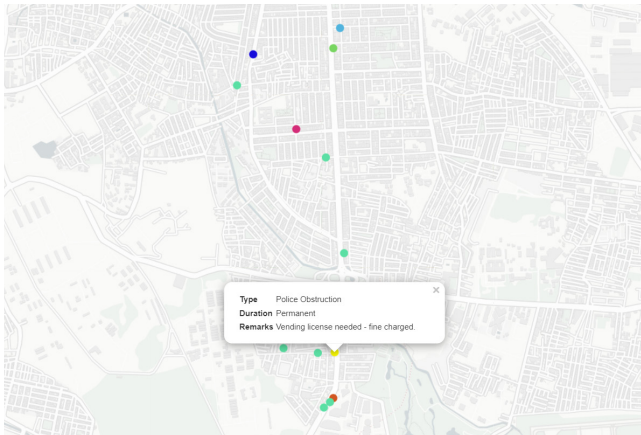 Type Police Obstruction
Duration Permanent
Remarks Vending license needed - fine charged.